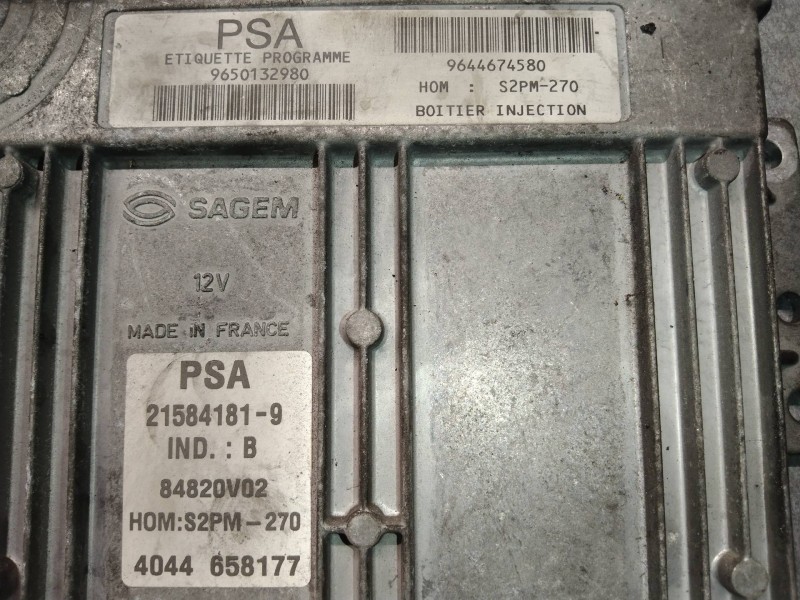 PSA
ETIQUETTE PROGRAMME
9650132980
9644674580
HOM : S2PM-270
BOITIER INJECTION
SAGEM
12V
MADE IN FRANCE
PSA
21584181-9
IND. : B
84820V02
HOM:S2PM-270
4044 658177